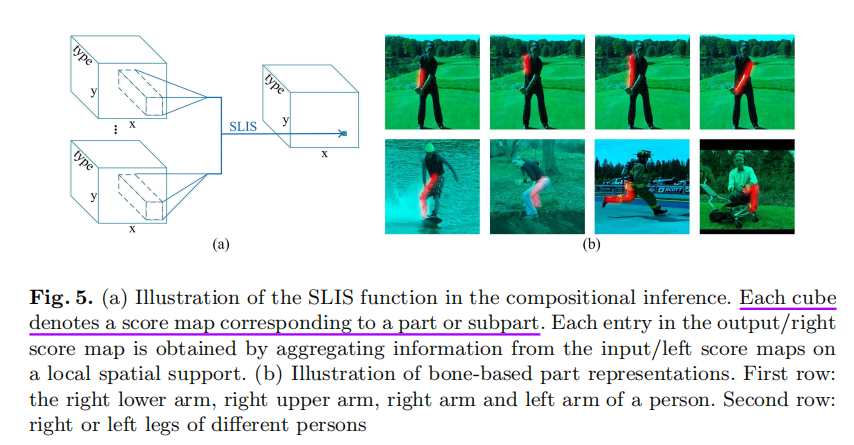 type
y
x
⋮
type
y
x
SLIS
type
y
x
(a)
SCOTT
(b)
Fig. 5. (a) Illustration of the SLIS function in the compositional inference. Each cube
denotes a score map corresponding to a part or subpart. Each entry in the output/right
score map is obtained by aggregating information from the input/left score maps on
a local spatial support. (b) Illustration of bone-based part representations. First row:
the right lower arm, right upper arm, right arm and left arm of a person. Second row:
right or left legs of different persons